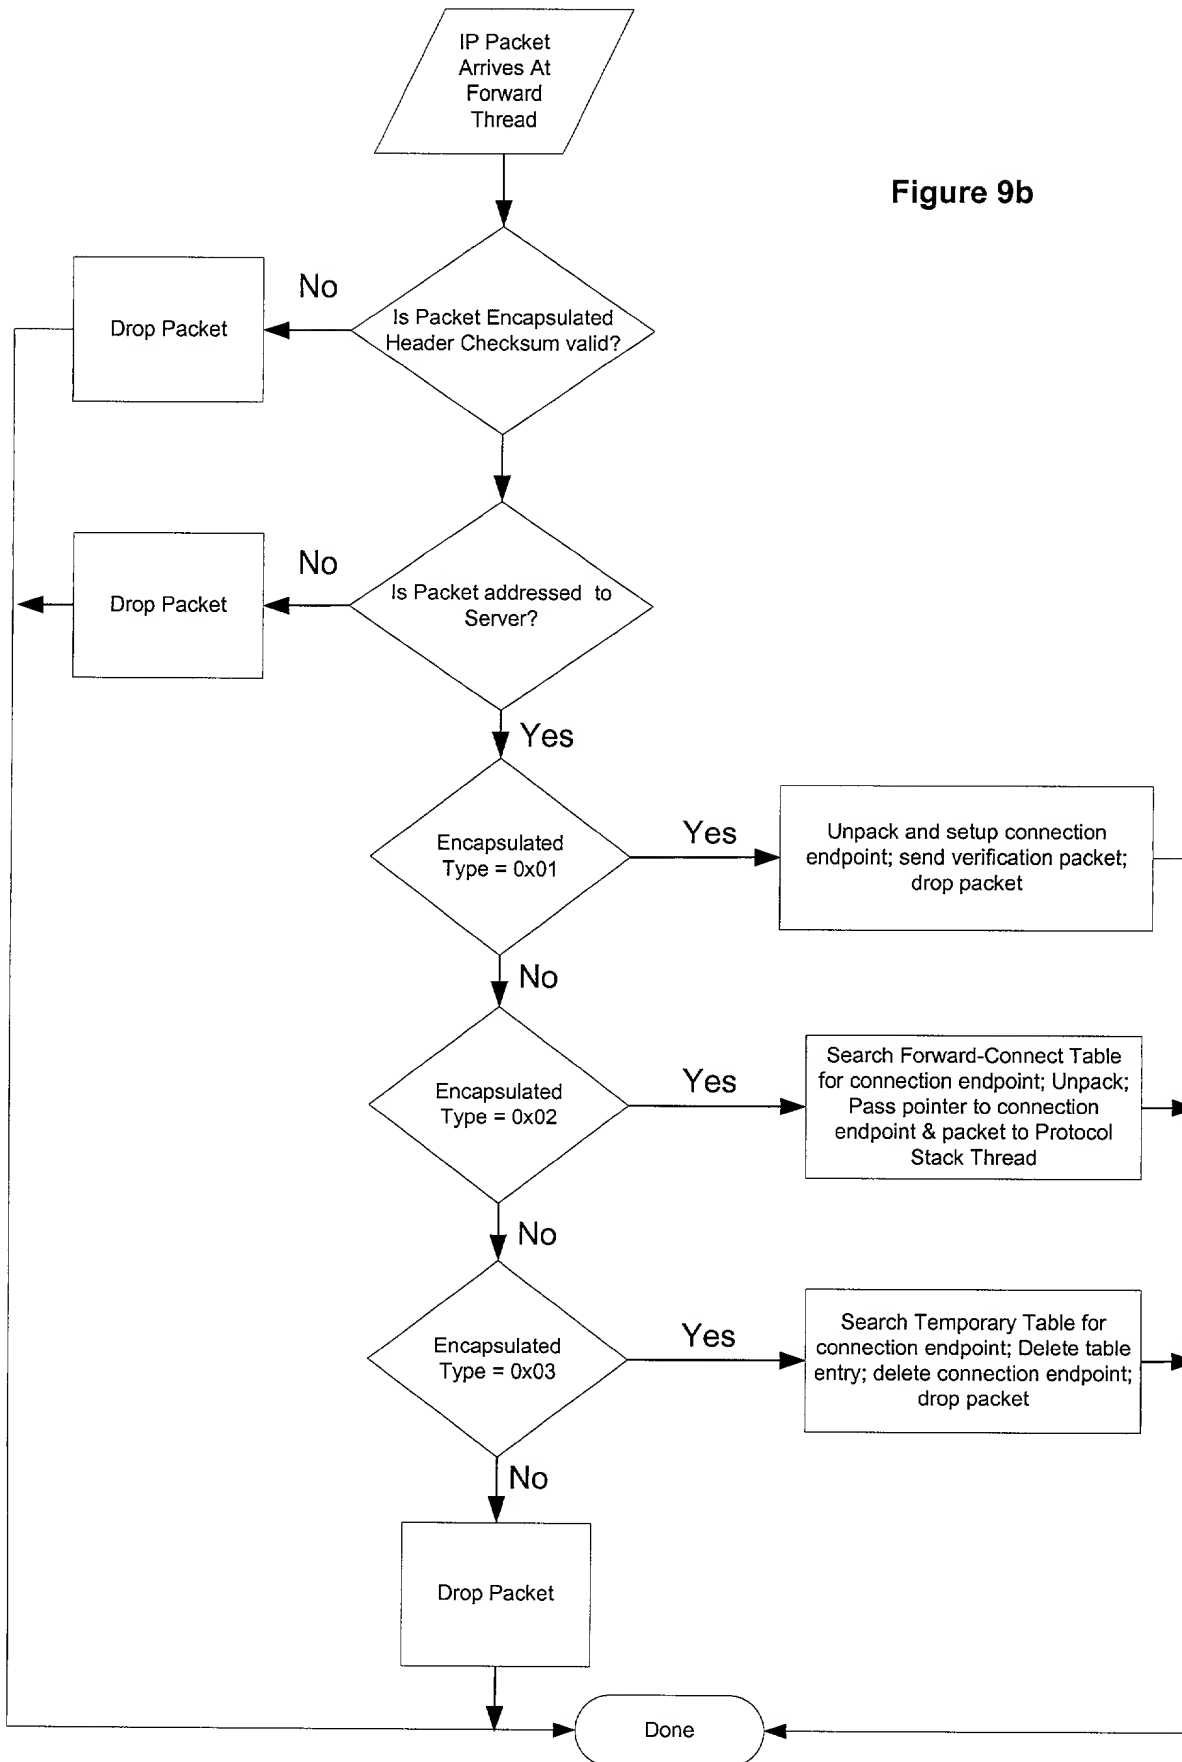 IP Packet
Arrives At
Forward
Thread
Figure 9b
No
Drop Packet
Is Packet Encapsulated
Header Checksum valid?
No
Drop Packet
Is Packet addressed to
Server?
Yes
Encapsulated
Type = 0x01
Yes
Unpack and setup connection
endpoint; send verification packet;
drop packet
No
Encapsulated
Type = 0x02
Yes
Search Forward-Connect Table
for connection endpoint; Unpack;
Pass pointer to connection
endpoint & packet to Protocol
Stack Thread
No
Encapsulated
Type = 0x03
Yes
Search Temporary Table for
connection endpoint; Delete table
entry; delete connection endpoint;
drop packet
No
Drop Packet
Done